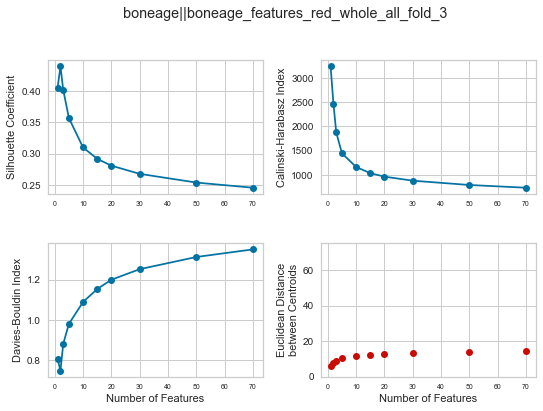 boneage||boneage_features_red_whole_all_fold_3
Silhouette Coefficient
0.40
0.35
0.30
0.25
0 10 20 30 40 50 60 70
Calinski-Harabasz Index
3000
2500
2000
1500
1000
0 10 20 30 40 50 60 70
Davies-Bouldin Index
1.2
1.0
0.8
0 10 20 30 40 50 60 70
Number of Features
Euclidean Distance
between Centroids
60
40
20
0
0 10 20 30 40 50 60 70
Number of Features